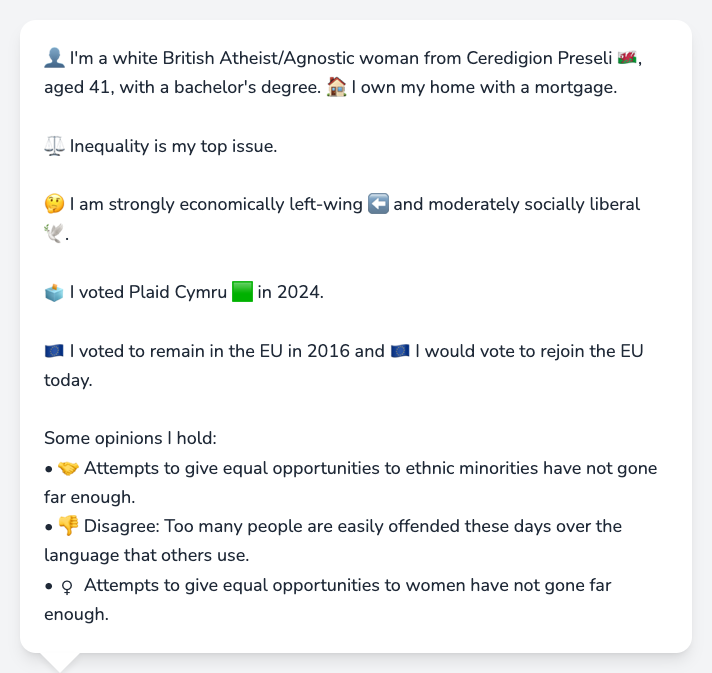 👤 I'm a white British Atheist/Agnostic woman from Ceredigion Preseli 🏴󠁧󠁢󠁷󠁬󠁳󠁿,
aged 41, with a bachelor's degree. 🏠 I own my home with a mortgage.
⚖️ Inequality is my top issue.
🤔 I am strongly economically left-wing ⬅️ and moderately socially liberal
🕊️.
🗳️ I voted Plaid Cymru 🟩 in 2024.
🇪🇺 I voted to remain in the EU in 2016 and 🇪🇺 I would vote to rejoin the EU
today.
Some opinions I hold:
• 🤝 Attempts to give equal opportunities to ethnic minorities have not gone
far enough.
• 👎 Disagree: Too many people are easily offended these days over the
language that others use.
• ♀ Attempts to give equal opportunities to women have not gone far
enough.